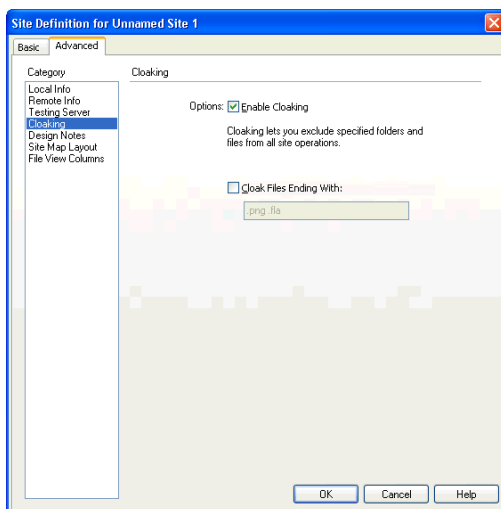 Site Definition for Unnamed Site 1
Basic Advanced
Category
Local Info
Remote Info
Testing Server
Cloaking
Design Notes
Site Map Layout
File View Columns
Cloaking
Options: Enable Cloaking
Cloaking lets you exclude specified folders and
files from all site operations.
Cloak Files Ending With:
.png .fla
OK Cancel Help